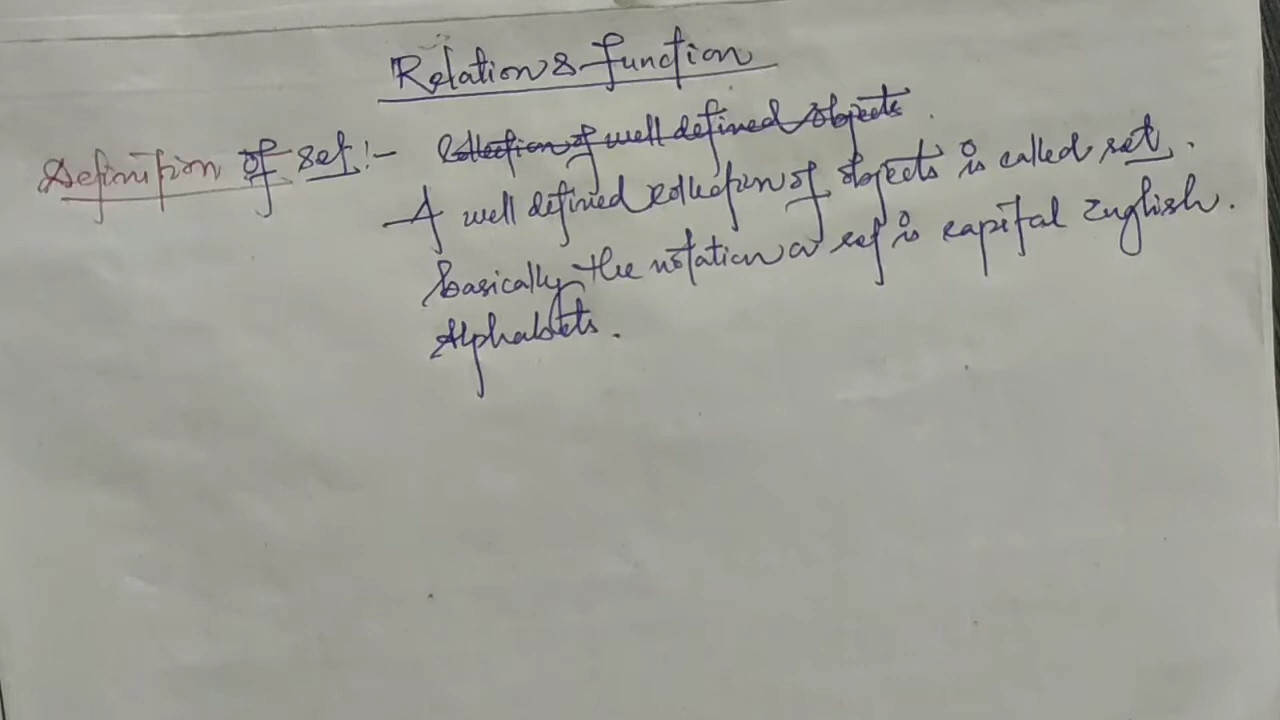 Relation & function
Definition of set :- Collection of well defined objects.
A well defined collection of objects is called set.
basically the notation a set is capital English.
Alphabets.